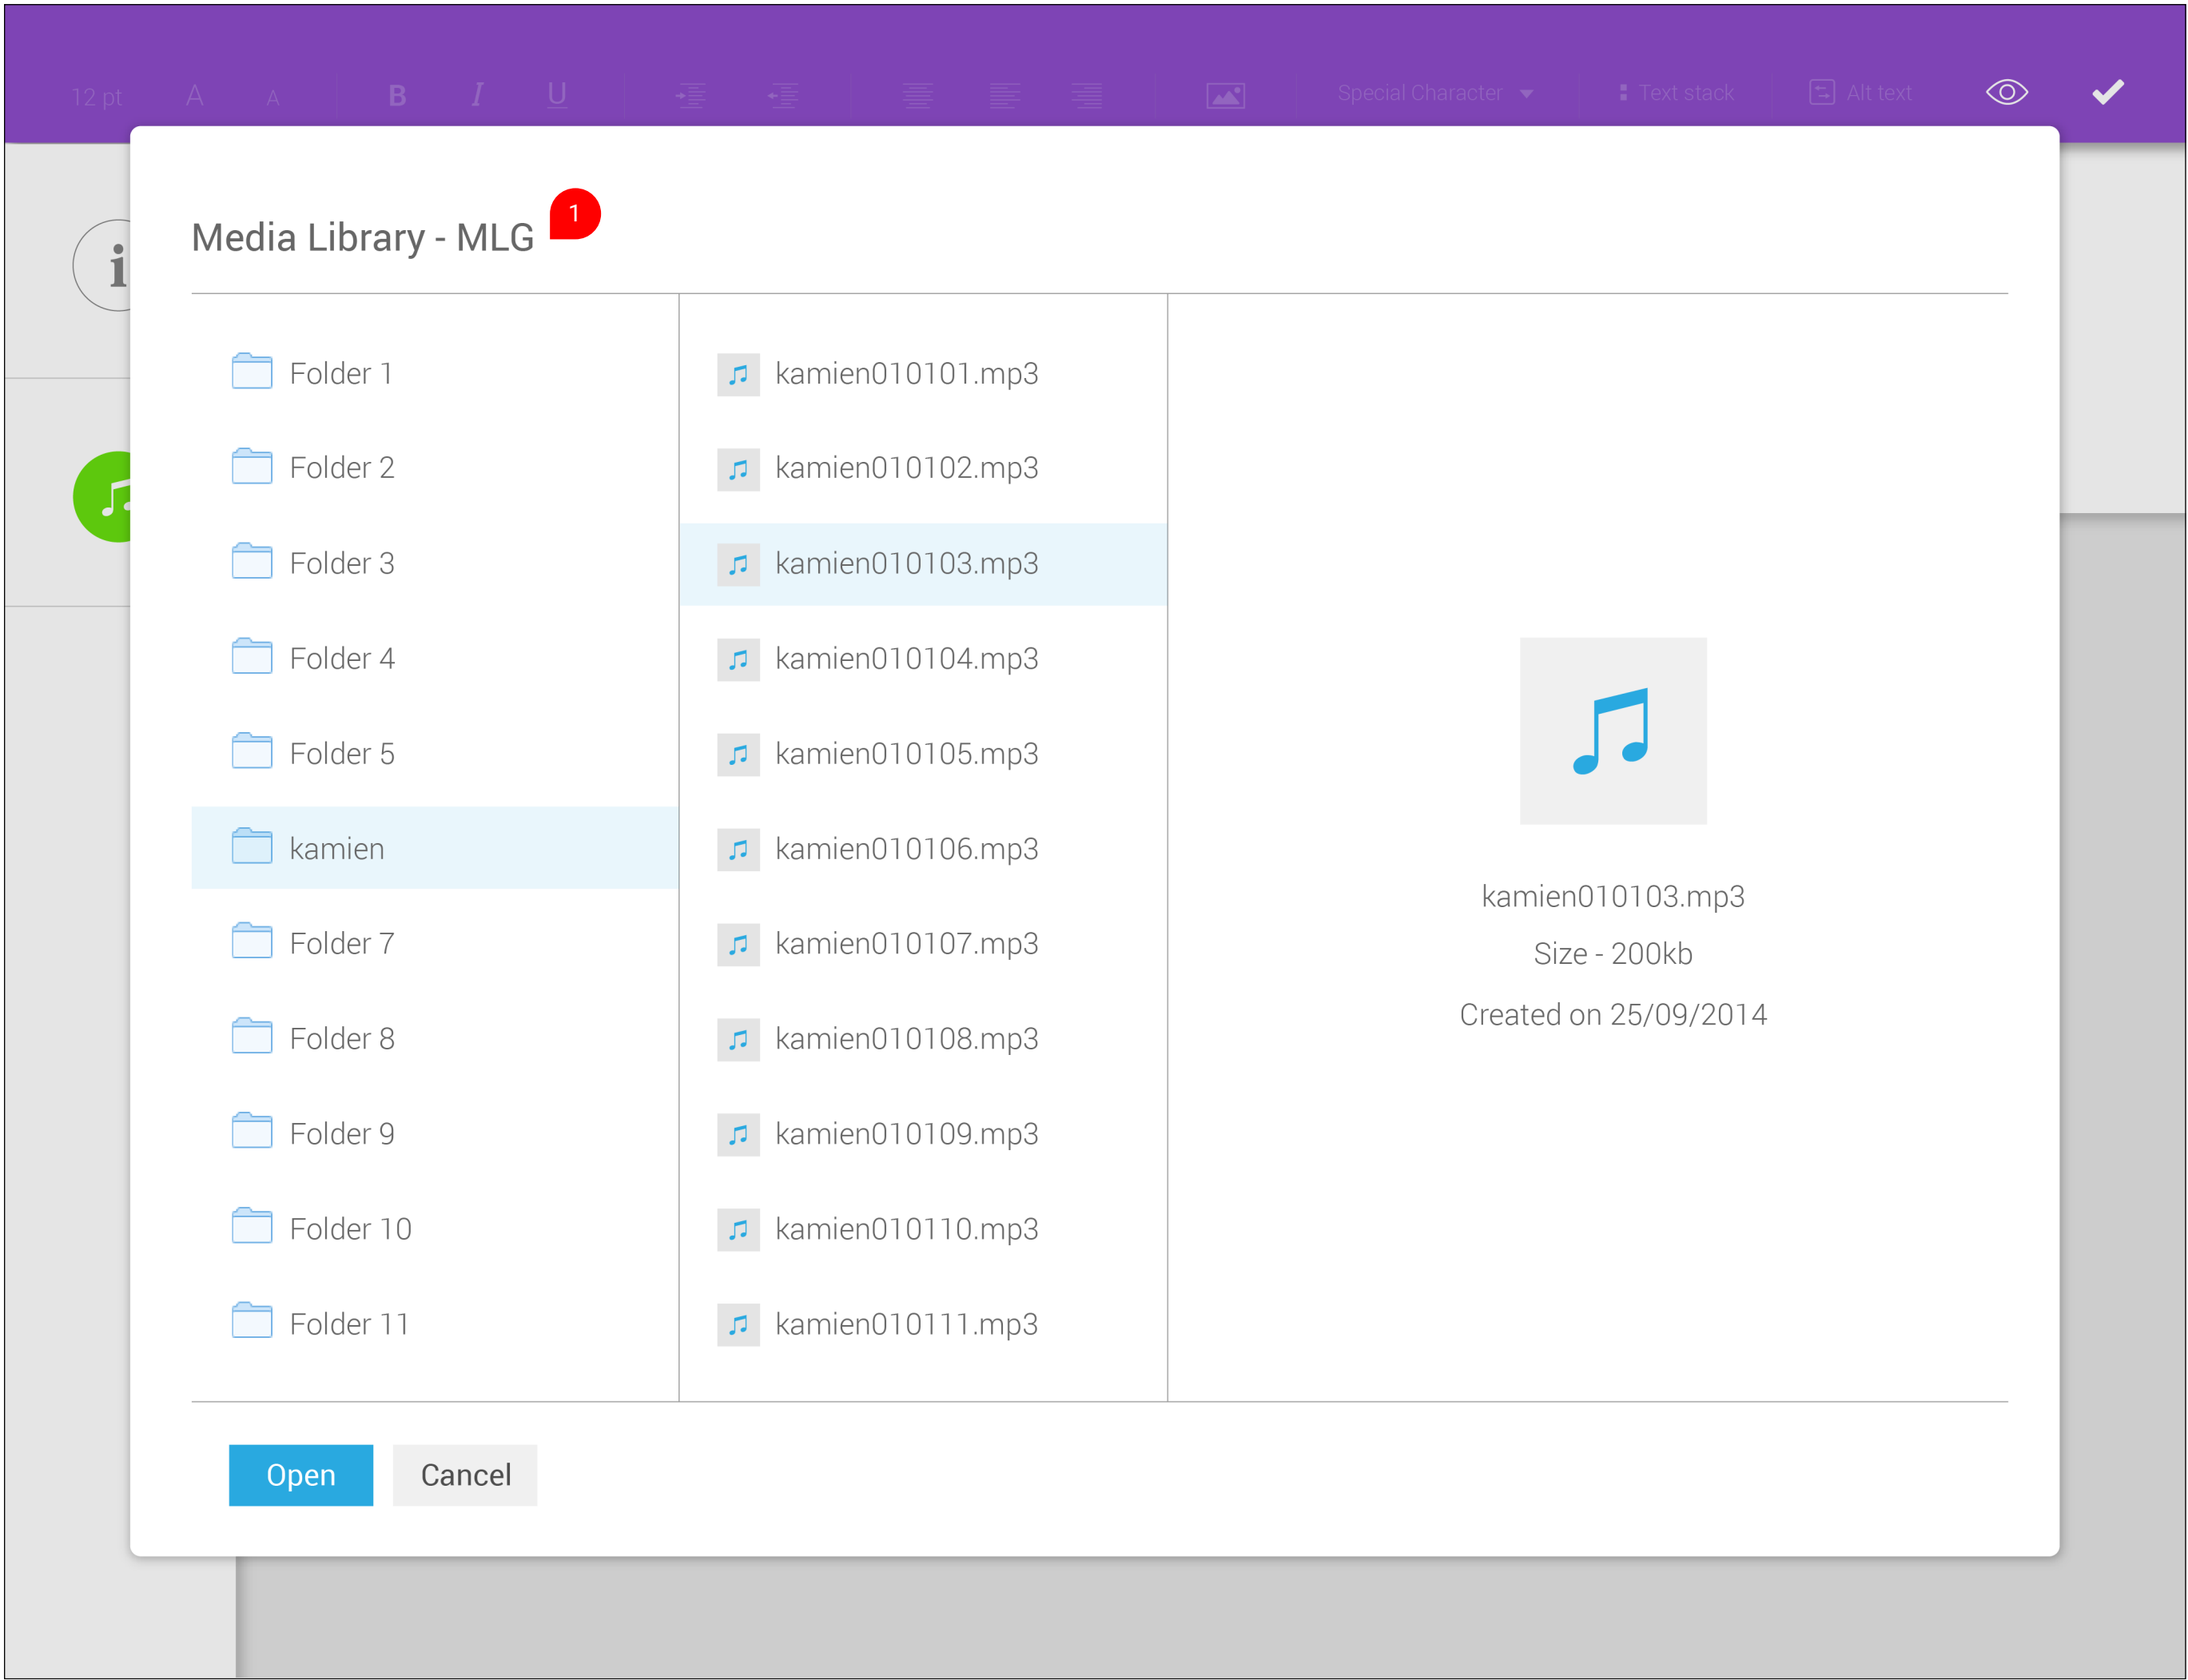 12 pt A A B I U Special Character Text stack Alt text
Media Library - MLG 1
i
Folder 1
Folder 2
Folder 3
Folder 4
Folder 5
kamien
Folder 7
Folder 8
Folder 9
Folder 10
Folder 11
kamien010101.mp3
kamien010102.mp3
kamien010103.mp3
kamien010104.mp3
kamien010105.mp3
kamien010106.mp3
kamien010107.mp3
kamien010108.mp3
kamien010109.mp3
kamien010110.mp3
kamien010111.mp3
kamien010103.mp3
Size - 200kb
Created on 25/09/2014
Open Cancel